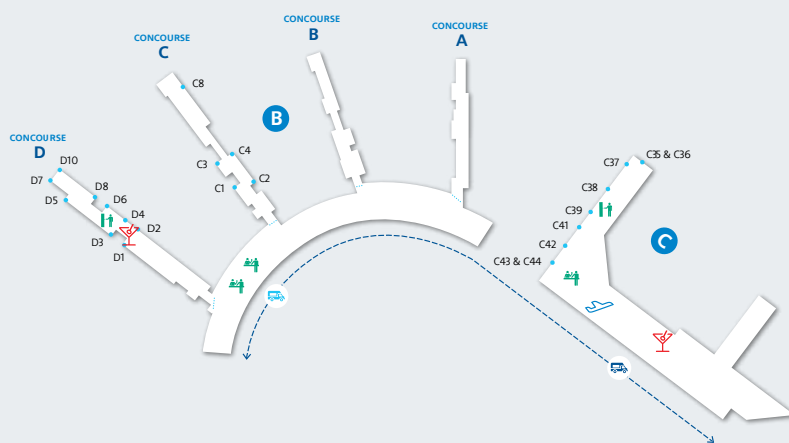 CONCOURSE
A
CONCOURSE
B
CONCOURSE
C
C8
B
C4
C3
C2
C1
CONCOURSE
D
D10
D7
D8
D5
D6
D4
D2
D3
D1
C35 & C36
C37
C38
C39
C41
C42
C43 & C44
C